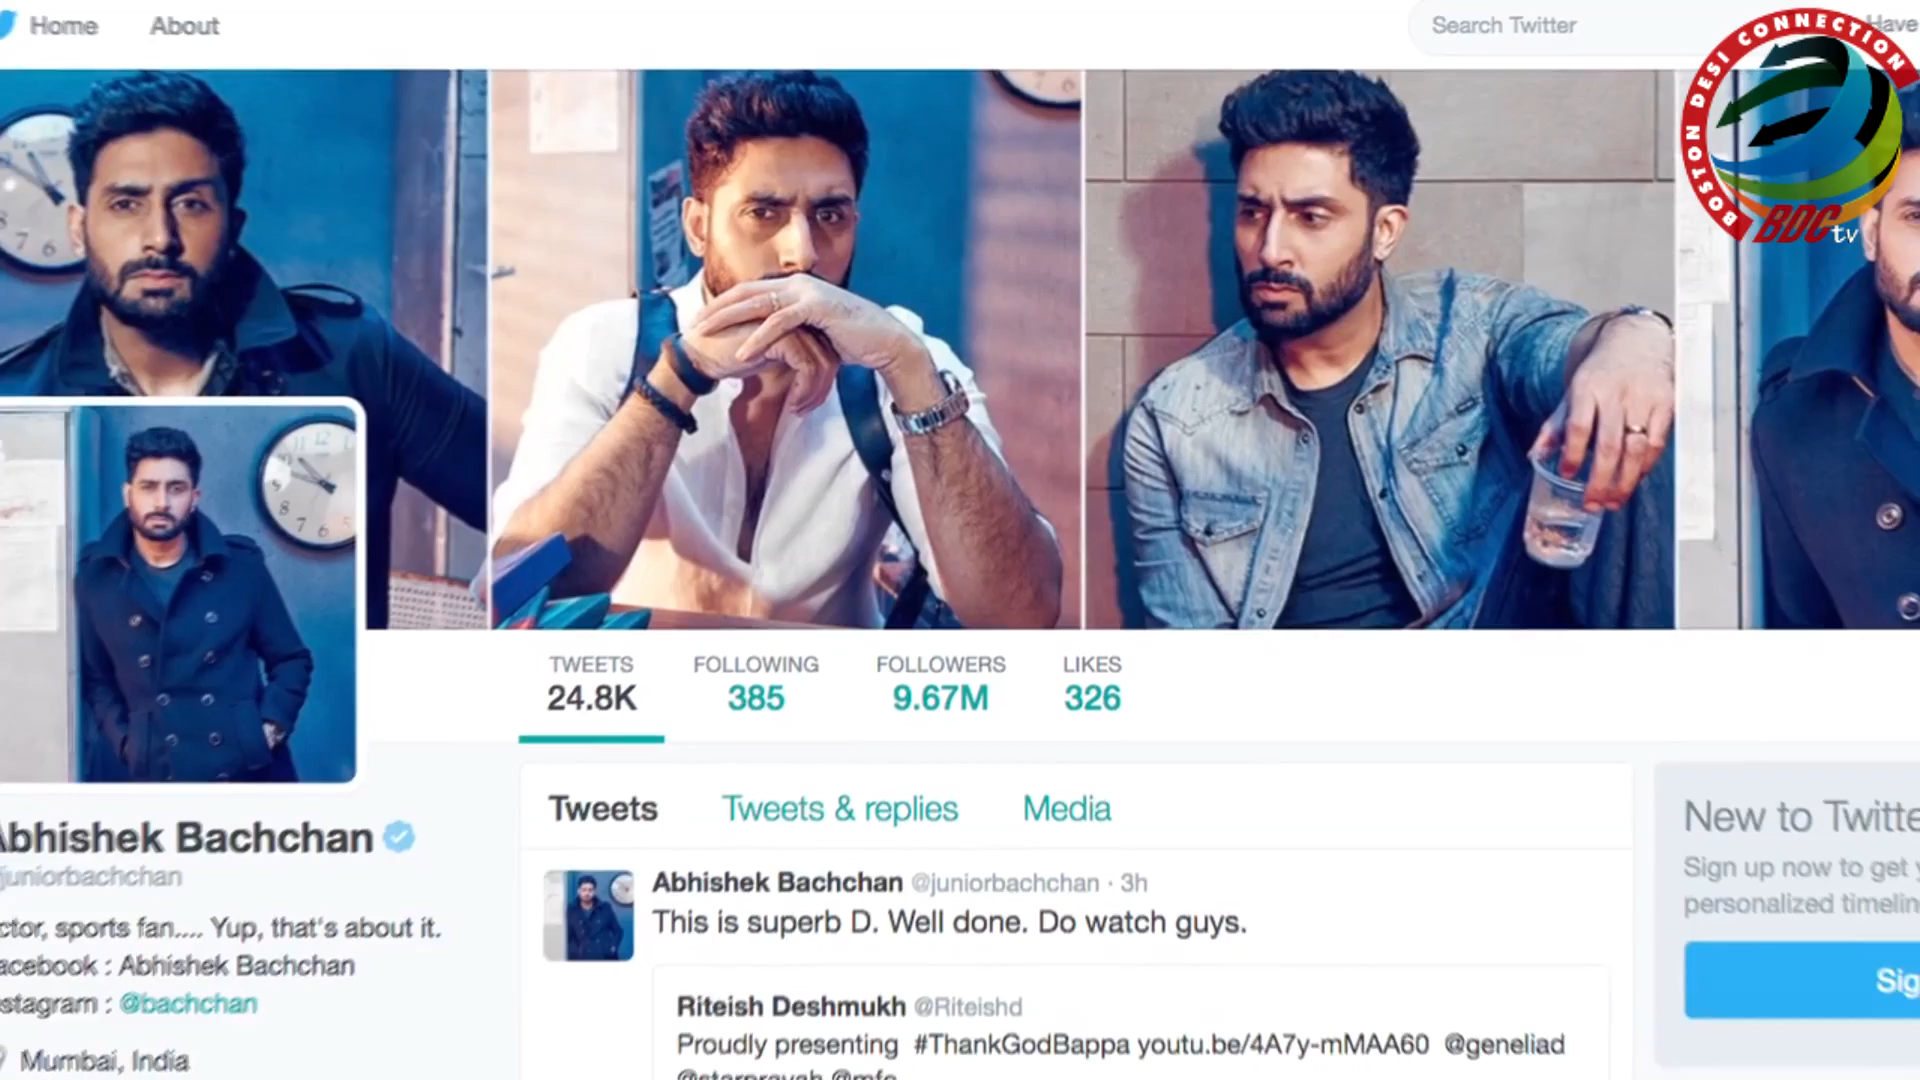 Home About Search Twitter Have
BOSTON DESI CONNECTION
BDC tv
TWEETS FOLLOWING FOLLOWERS LIKES
24.8K 385 9.67M 326
Tweets Tweets & replies Media
Abhishek Bachchan
@juniorbachchan
ctor, sports fan.... Yup, that's about it.
acebook : Abhishek Bachchan
stagram : @bachchan
Mumbai, India
Abhishek Bachchan @juniorbachchan · 3h
This is superb D. Well done. Do watch guys.
Riteish Deshmukh @Riteishd
Proudly presenting #ThankGodBappa youtu.be/4A7y-mMAA60 @geneliad
New to Twitte
Sign up now to get y
personalized timelin
Sig